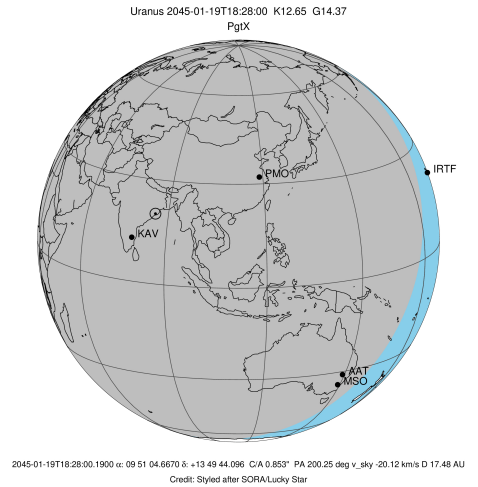 Uranus 2045-01-19T18:28:00 K12.65 G14.37
PgtX
PMO
IRTF
KAV
AAT
MSO
2045-01-19T18:28:00.1900 α: 09 51 04.6670 δ: +13 49 44.096 C/A 0.853" PA 200.25 deg v_sky -20.12 km/s D 17.48 AU
Credit: Styled after SORA/Lucky Star